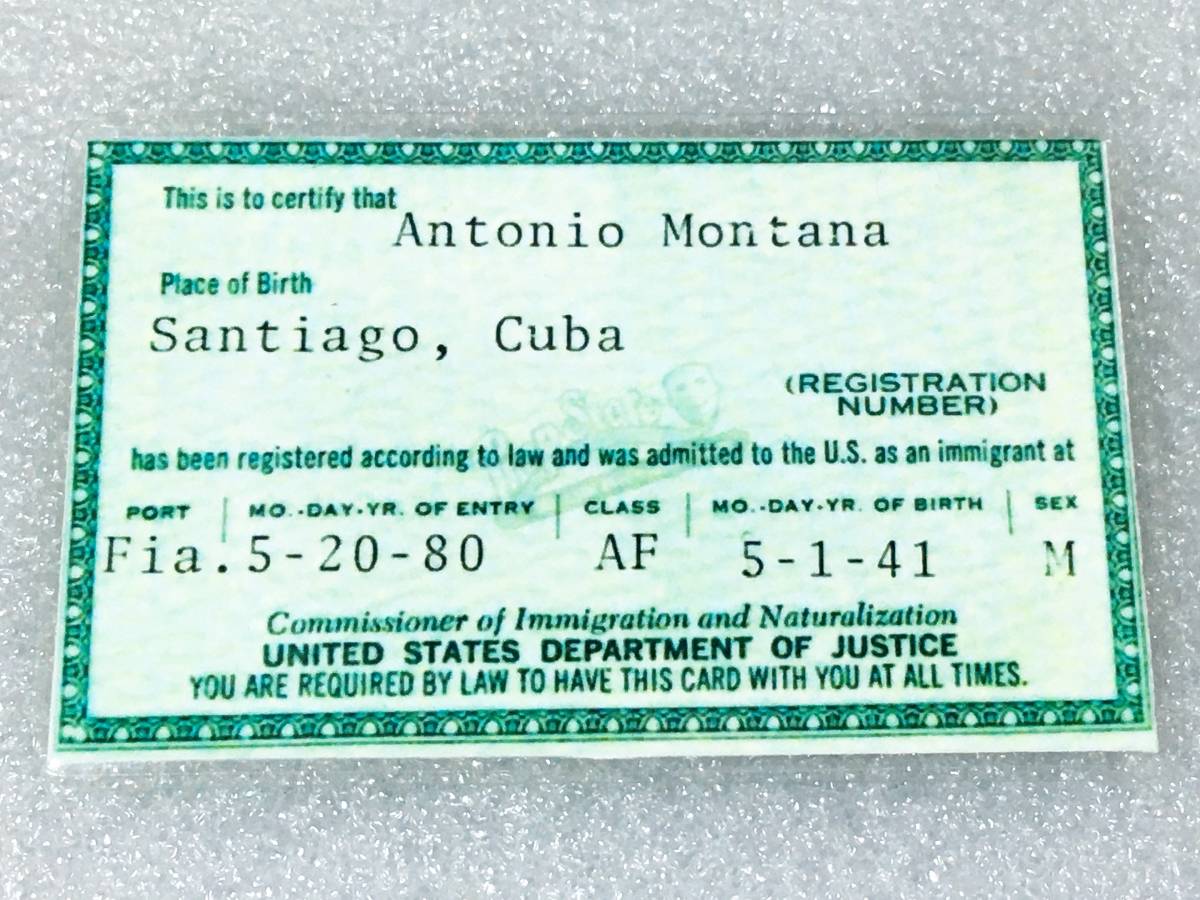 This is to certify that
Antonio Montana
Place of Birth
Santiago, Cuba
(REGISTRATION
NUMBER)
has been registered according to law and was admitted to the U.S. as an immigrant at
PORT MO.-DAY-YR. OF ENTRY CLASS MO.-DAY-YR. OF BIRTH SEX
Fia. 5-20-80 AF 5-1-41 M
Commissioner of Immigration and Naturalization
UNITED STATES DEPARTMENT OF JUSTICE
YOU ARE REQUIRED BY LAW TO HAVE THIS CARD WITH YOU AT ALL TIMES.